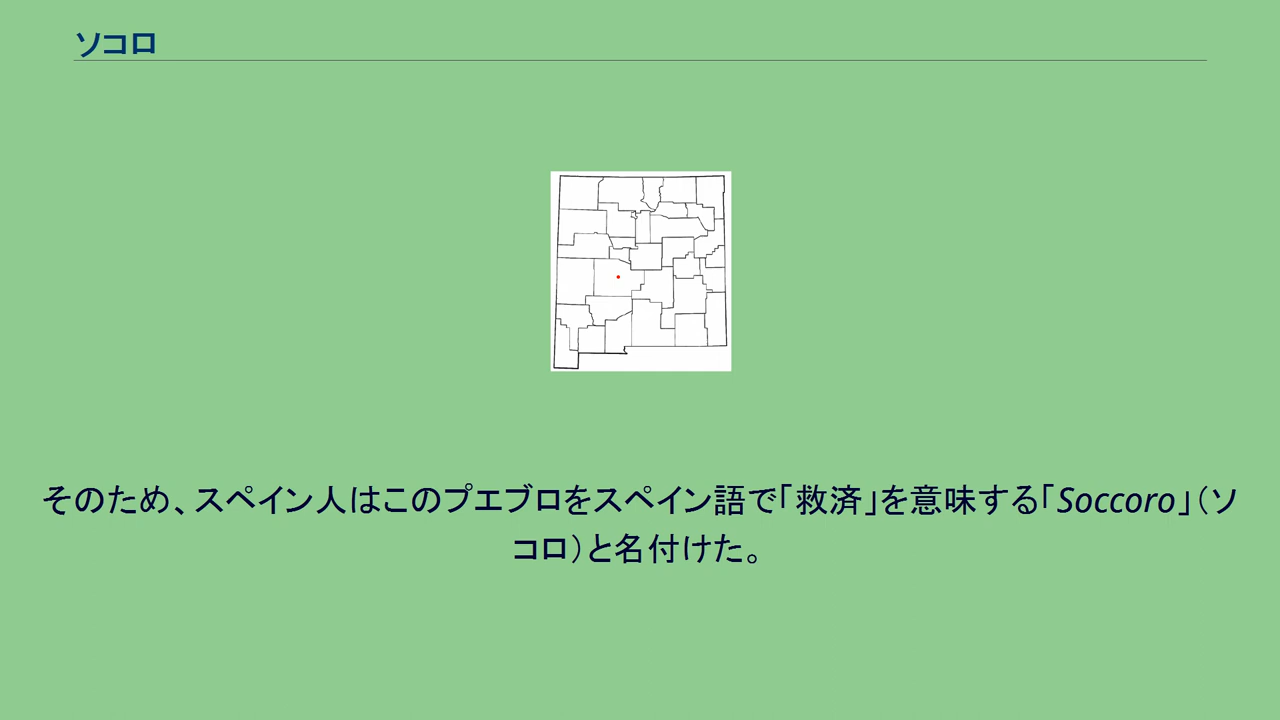 ソコロ
そのため、スペイン人はこのプエブロをスペイン語で「救済」を意味する「Soccoro」（ソ
コロ）と名付けた。